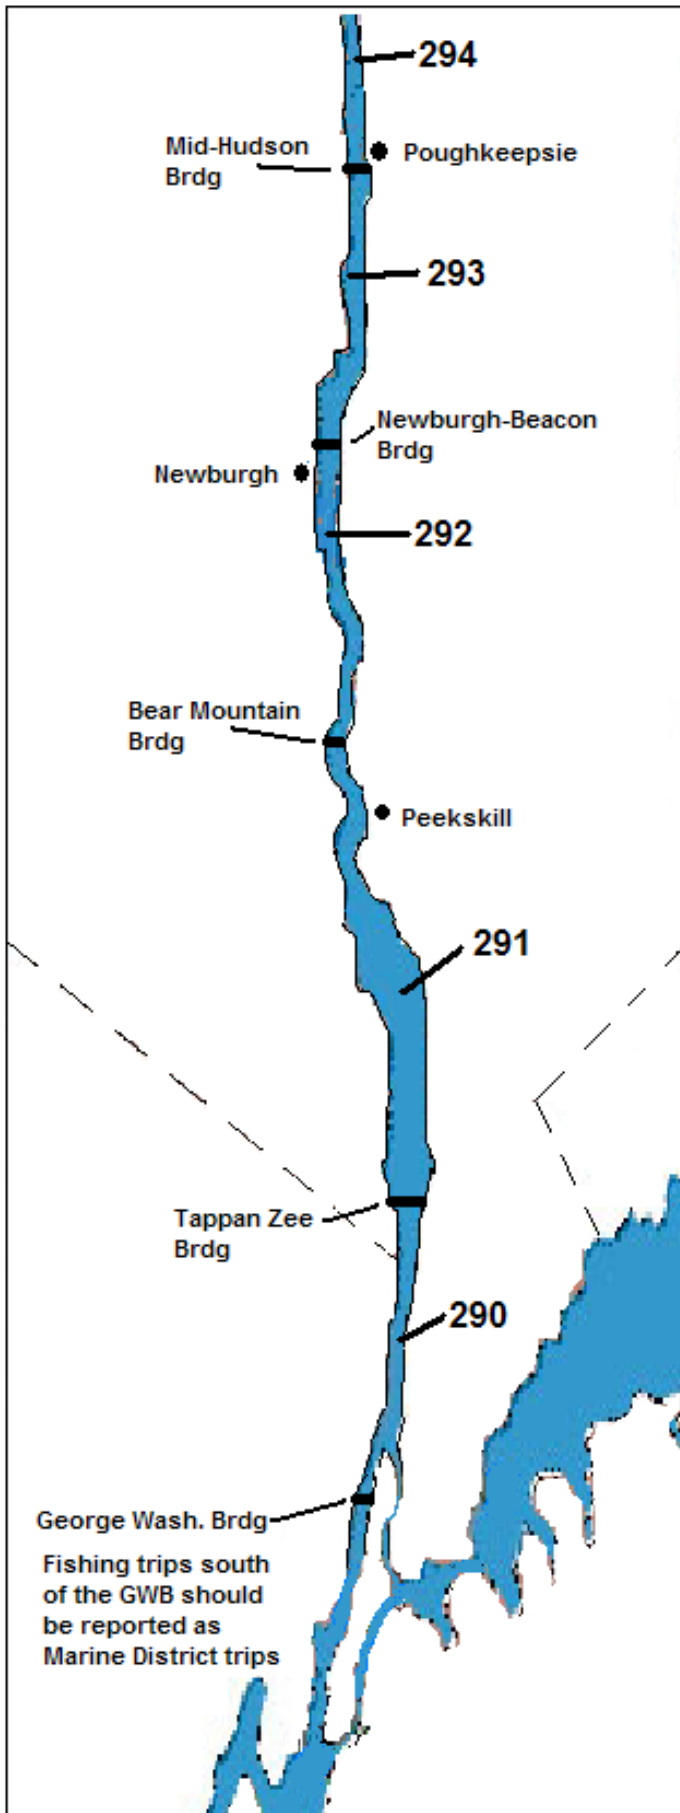 294
Mid-Hudson
Brdg
Poughkeepsie
293
Newburgh-Beacon
Brdg
Newburgh
292
Bear Mountain
Brdg
Peekskill
291
Tappan Zee
Brdg
290
George Wash. Brdg
Fishing trips south
of the GWB should
be reported as
Marine District trips